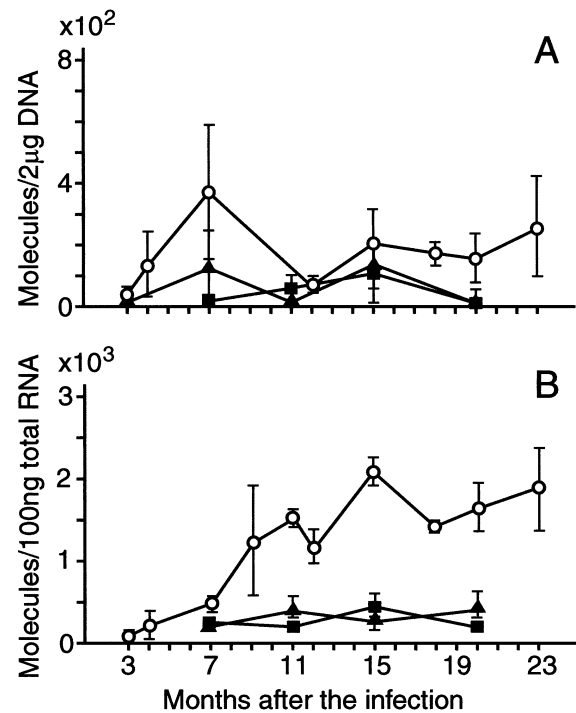 x10²
A
8
4
0
Molecules/2μg DNA
x10³
B
3
2
1
0
Molecules/100ng total RNA
3 7 11 15 19 23
Months after the infection